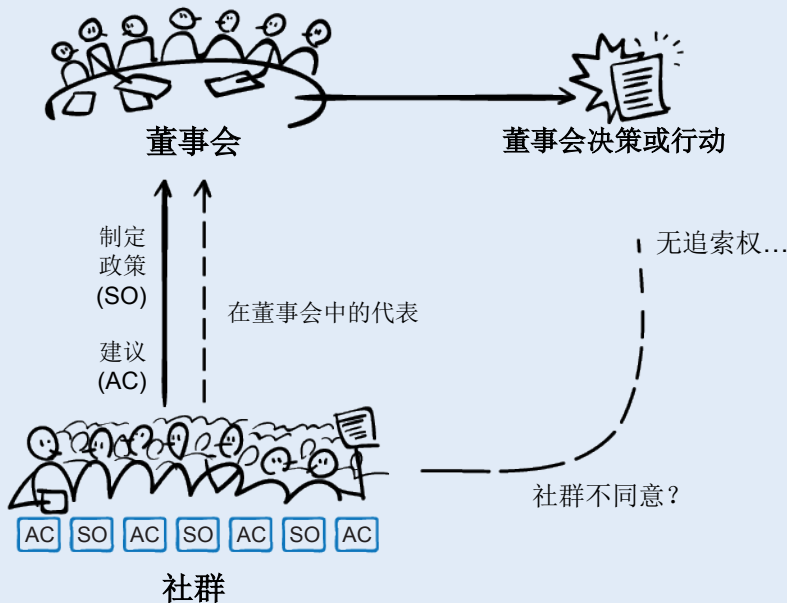 董事会
董事会决策或行动
制定
政策
(SO)
建议
(AC)
在董事会中的代表
无追索权…
社群不同意？
AC SO AC SO AC SO AC
社群